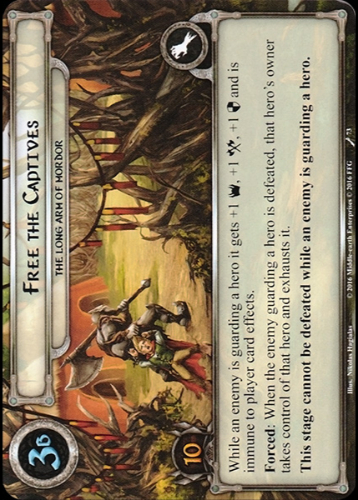 3B
FREE THE CAPTIVES
THE LONG ARM OF MORDOR
10
While an enemy is guarding a hero it gets +1 , +1 , +1 and is
immune to player card effects.
Forced: When the enemy guarding a hero is defeated, that hero's owner
takes control of that hero and exhausts it.
This stage cannot be defeated while an enemy is guarding a hero.
Illus. Nikolas Hagialas © 2016 Middle-earth Enterprises © 2016 FFG 73